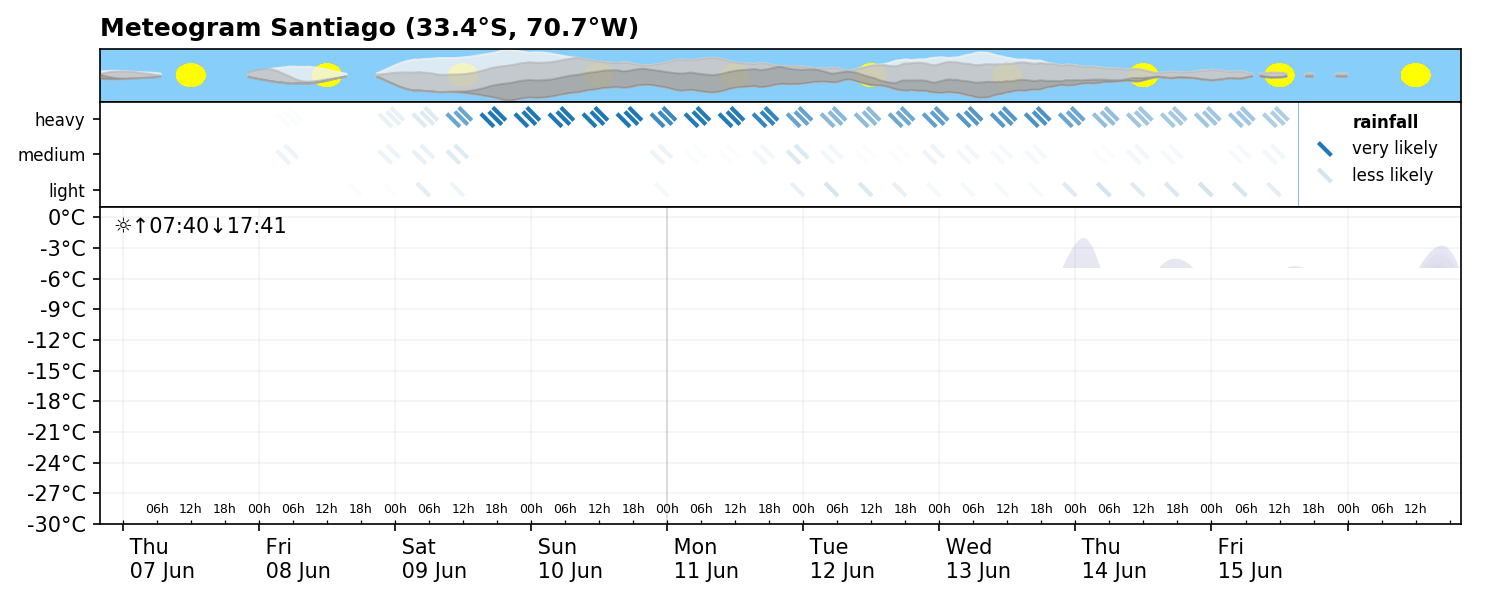 Meteogram Santiago (33.4°S, 70.7°W)
heavy
medium
light
rainfall
very likely
less likely
☼↑07:40↓17:41
0°C
-3°C
-6°C
-9°C
-12°C
-15°C
-18°C
-21°C
-24°C
-27°C
-30°C
06h 12h 18h 00h 06h 12h 18h 00h 06h 12h 18h 00h 06h 12h 18h 00h 06h 12h 18h 00h 06h 12h 18h 00h 06h 12h 18h 00h 06h 12h 18h 00h 06h 12h 18h 00h 06h 12h
Thu Fri Sat Sun Mon Tue Wed Thu Fri
07 Jun 08 Jun 09 Jun 10 Jun 11 Jun 12 Jun 13 Jun 14 Jun 15 Jun